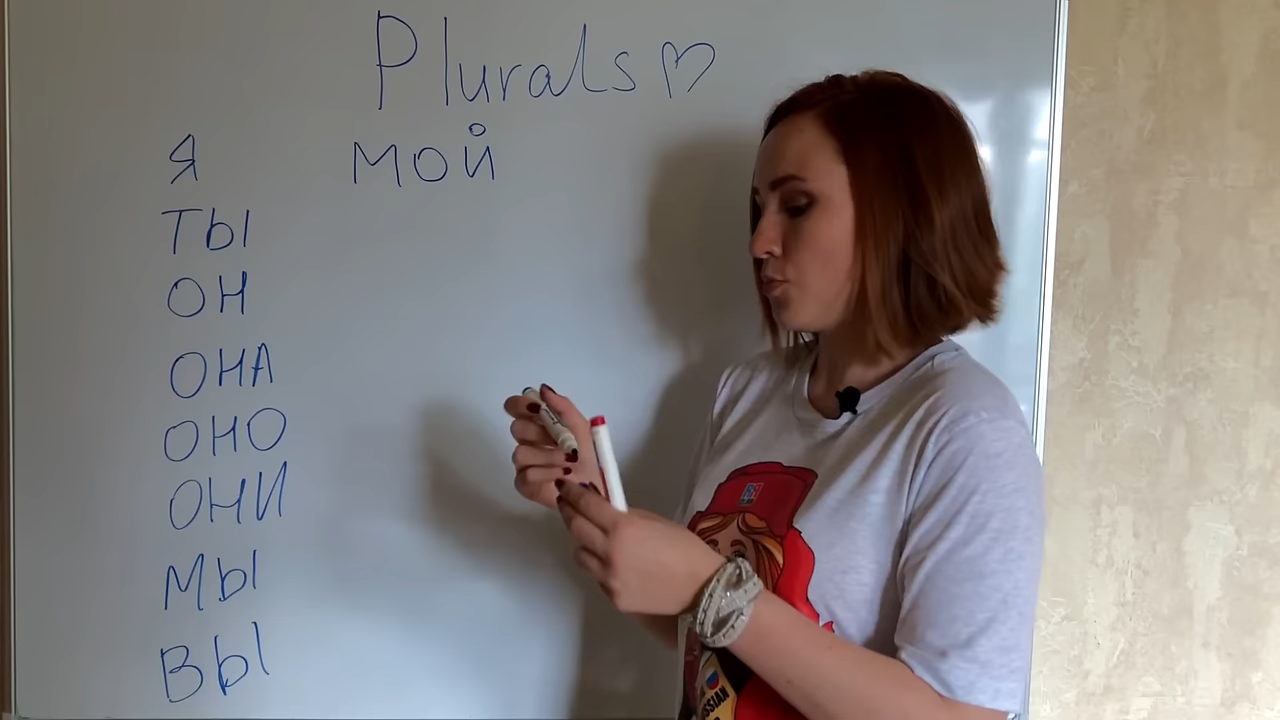 Plurals♡
я мой
ты
он
она
оно
они
мы
вы